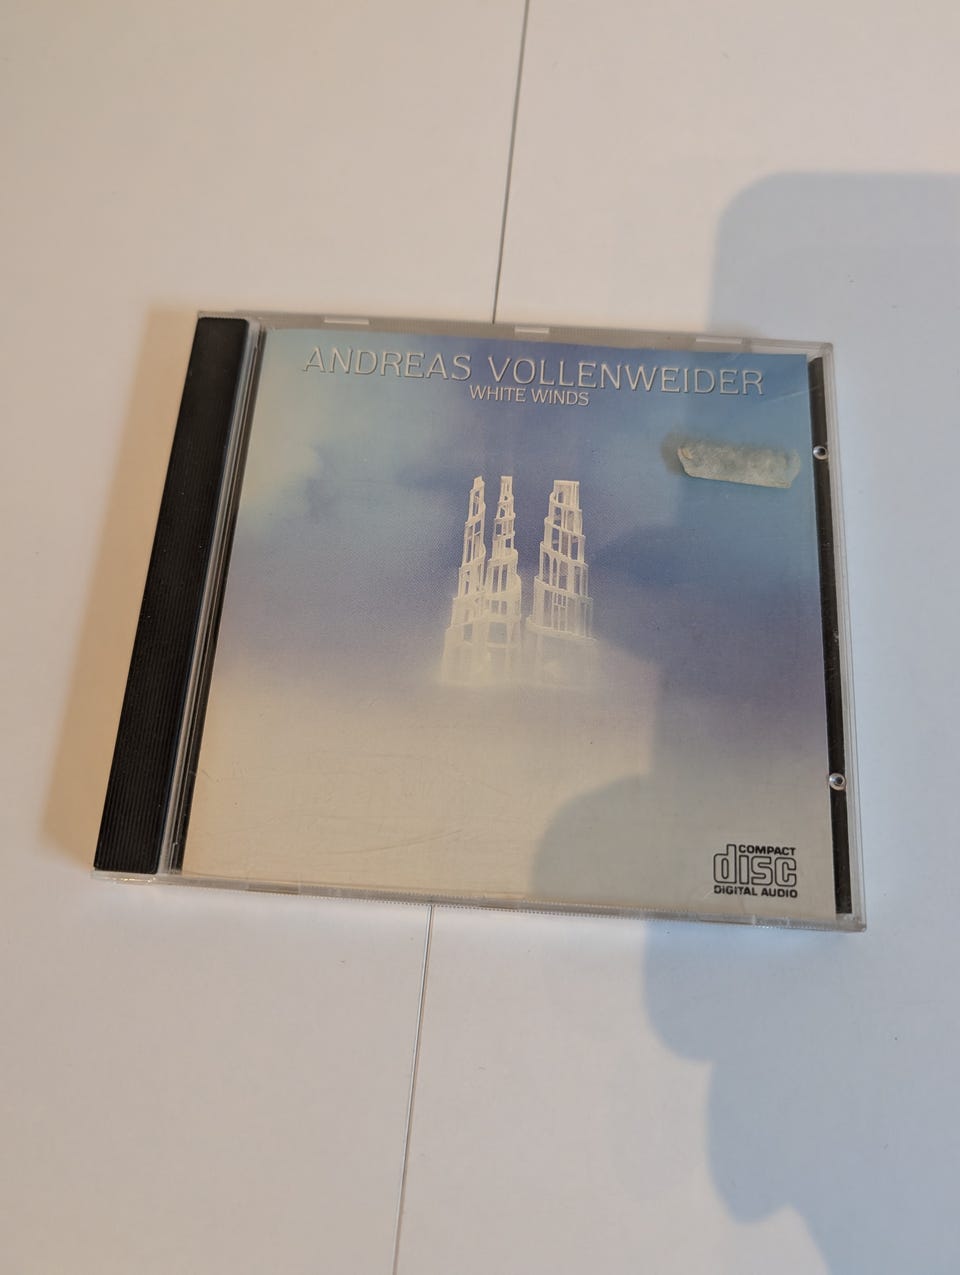 ANDREAS VOLLENWEIDER
WHITE WINDS
COMPACT
disc
DIGITAL AUDIO